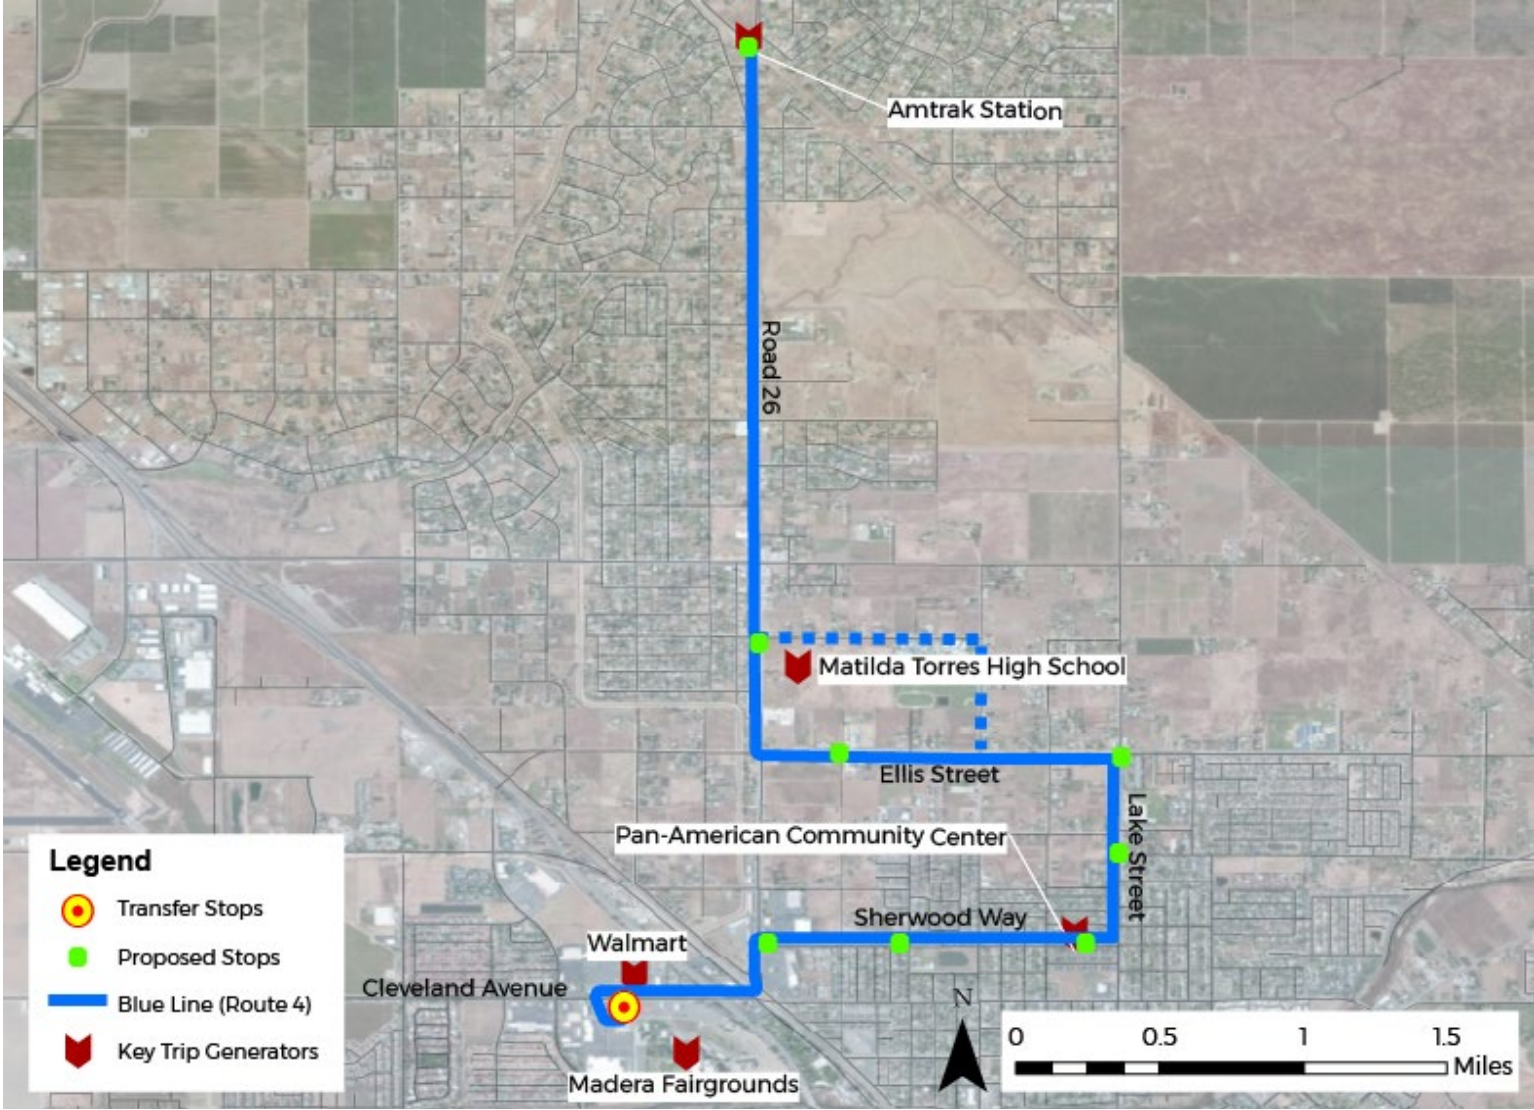 Amtrak Station
Road 26
Matilda Torres High School
Ellis Street
Lake Street
Pan-American Community Center
Sherwood Way
Walmart
Cleveland Avenue
Madera Fairgrounds
Legend
Transfer Stops
Proposed Stops
Blue Line (Route 4)
Key Trip Generators
N
0 0.5 1 1.5
Miles